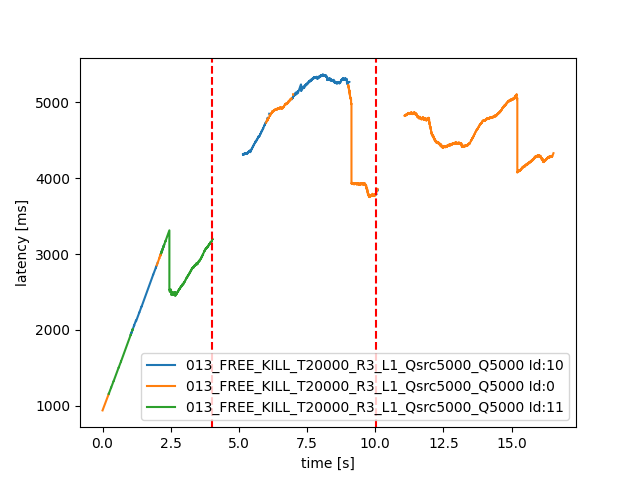 5000
4000
3000
2000
1000
latency [ms]
013_FREE_KILL_T20000_R3_L1_Qsrc5000_Q5000 Id:10
013_FREE_KILL_T20000_R3_L1_Qsrc5000_Q5000 Id:0
013_FREE_KILL_T20000_R3_L1_Qsrc5000_Q5000 Id:11
0.0 2.5 5.0 7.5 10.0 12.5 15.0
time [s]